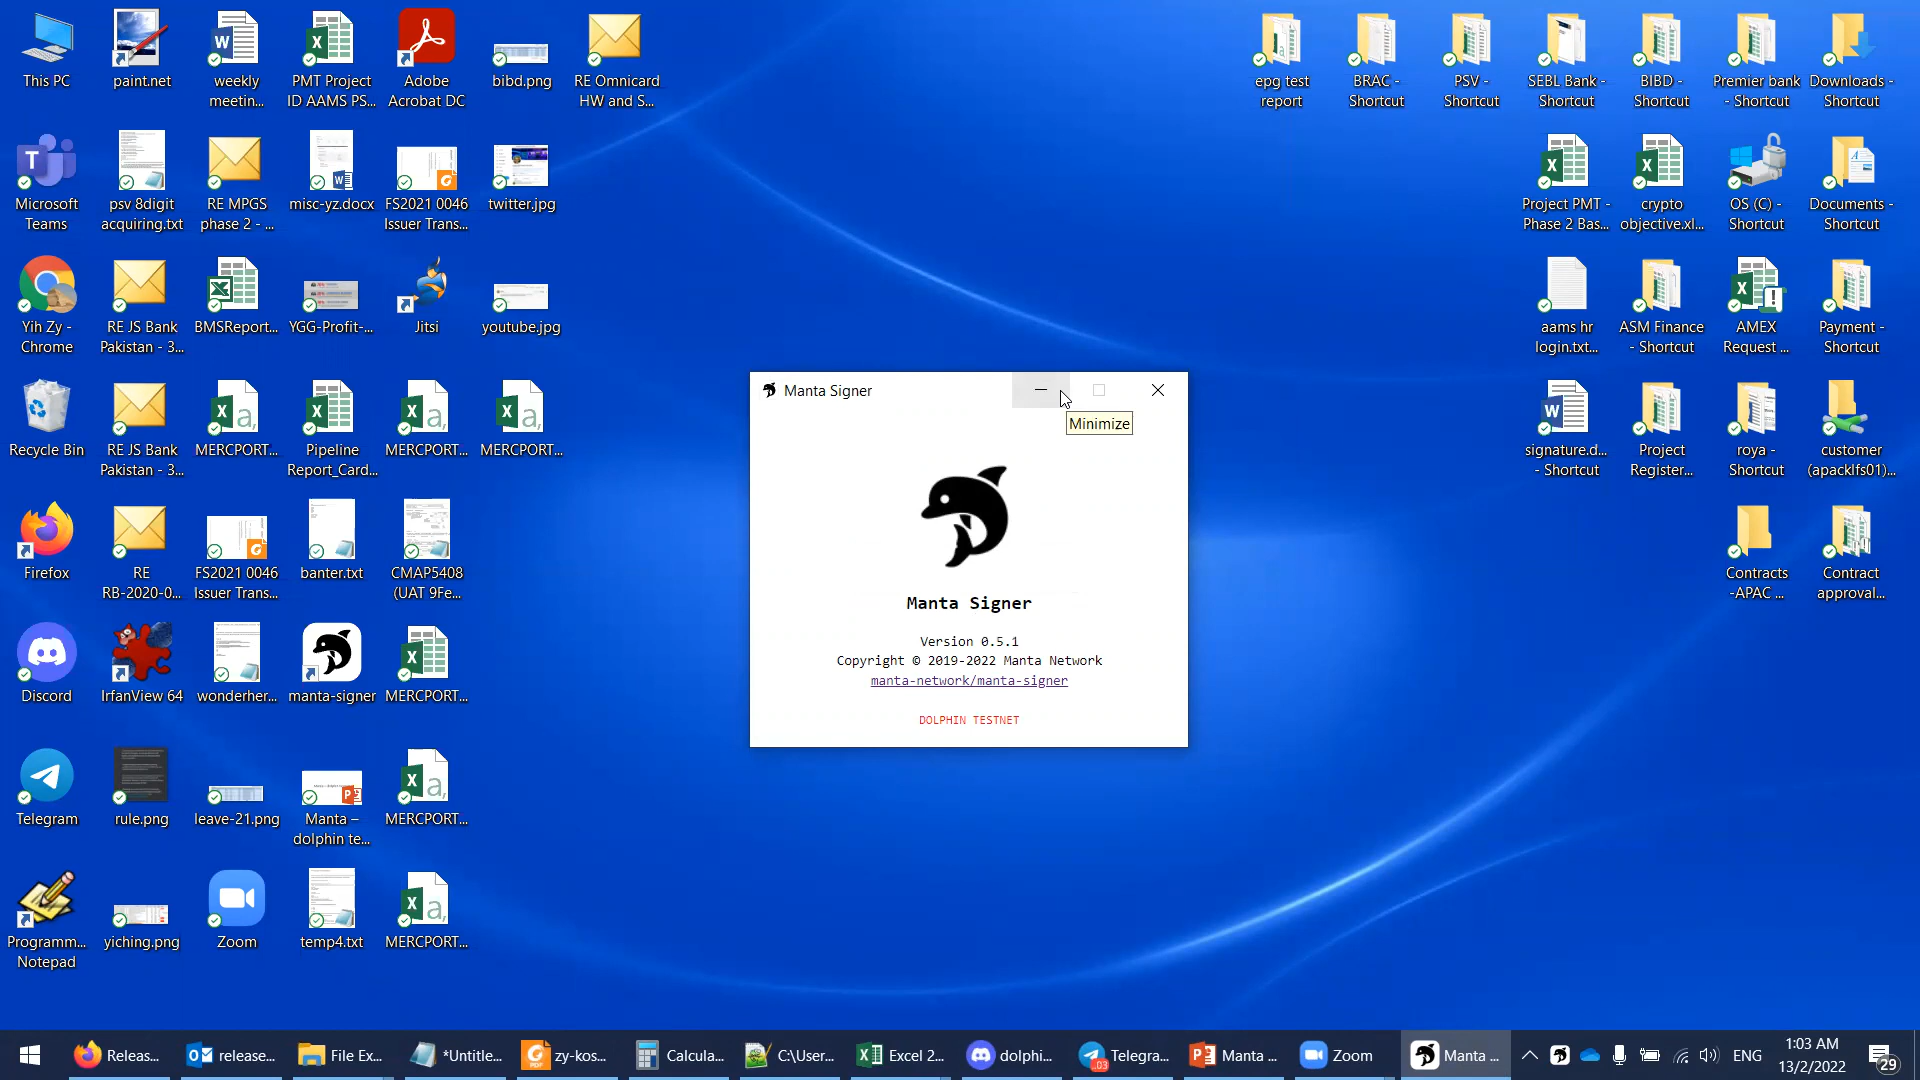 This PC
paint.net
weekly
meetin...
PMT Project
ID AAMS PS...
Adobe
Acrobat DC
bibd.png
RE Omnicard
HW and S...
epg test
report
BRAC -
Shortcut
PSV -
Shortcut
SEBL Bank -
Shortcut
BIBD -
Shortcut
Premier bank
- Shortcut
Downloads -
Shortcut
Microsoft
Teams
psv 8digit
acquiring.txt
RE MPGS
phase 2 - ...
misc-yz.docx
FS2021 0046
Issuer Trans...
twitter.jpg
Project PMT -
Phase 2 Bas...
crypto
objective.xl...
OS (C) -
Shortcut
Documents -
Shortcut
Yih Zy -
Chrome
RE JS Bank
Pakistan - 3...
BMSReport...
YGG-Profit-...
Jitsi
youtube.jpg
aams hr
login.txt...
ASM Finance
- Shortcut
AMEX
Request ...
Payment -
Shortcut
Recycle Bin
RE JS Bank
Pakistan - 3...
MERCPORT...
Pipeline
Report_Card...
MERCPORT...
MERCPORT...
signature.d...
- Shortcut
Project
Register...
roya -
Shortcut
customer
(apacklfs01)...
Manta Signer
Minimize
Manta Signer
Version 0.5.1
Copyright © 2019-2022 Manta Network
manta-network/manta-signer
DOLPHIN TESTNET
Firefox
RE
RB-2020-0...
FS2021 0046
Issuer Trans...
banter.txt
CMAP5408
(UAT 9Fe...
Contracts
-APAC ...
Contract
approval...
Discord
IrfanView 64
wonderher...
manta-signer
MERCPORT...
Telegram
rule.png
leave-21.png
Manta –
dolphin te...
MERCPORT...
Programm...
Notepad
yiching.png
Zoom
temp4.txt
MERCPORT...
Releas...
release...
File Ex...
*Untitle...
zy-kos...
Calcula...
C:\User...
Excel 2...
dolphi...
Telegra...
Manta ...
Zoom
Manta ...
ENG
1:03 AM
13/2/2022
29